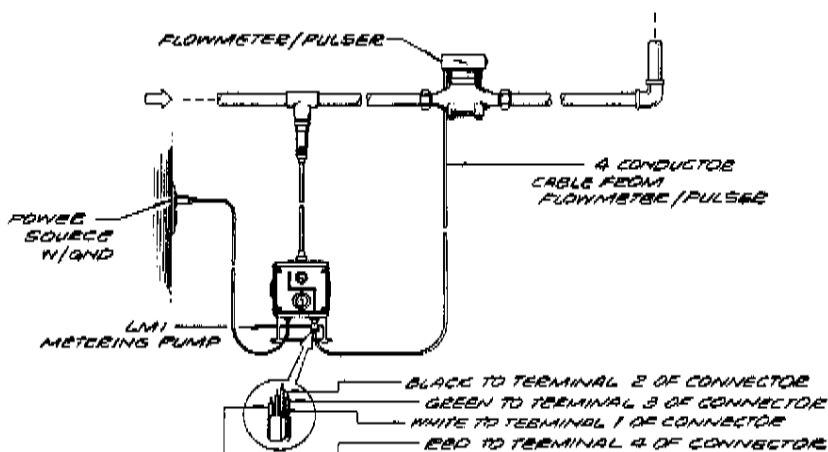 FLOWMETER/PULSER
4 CONDUCTOR
CABLE FROM
FLOWMETER/PULSER
POWER
SOURCE
W/GND
LMI
METERING PUMP
BLACK TO TERMINAL 2 OF CONNECTOR
GREEN TO TERMINAL 3 OF CONNECTOR
WHITE TO TERMINAL 1 OF CONNECTOR
RED TO TERMINAL 4 OF CONNECTOR